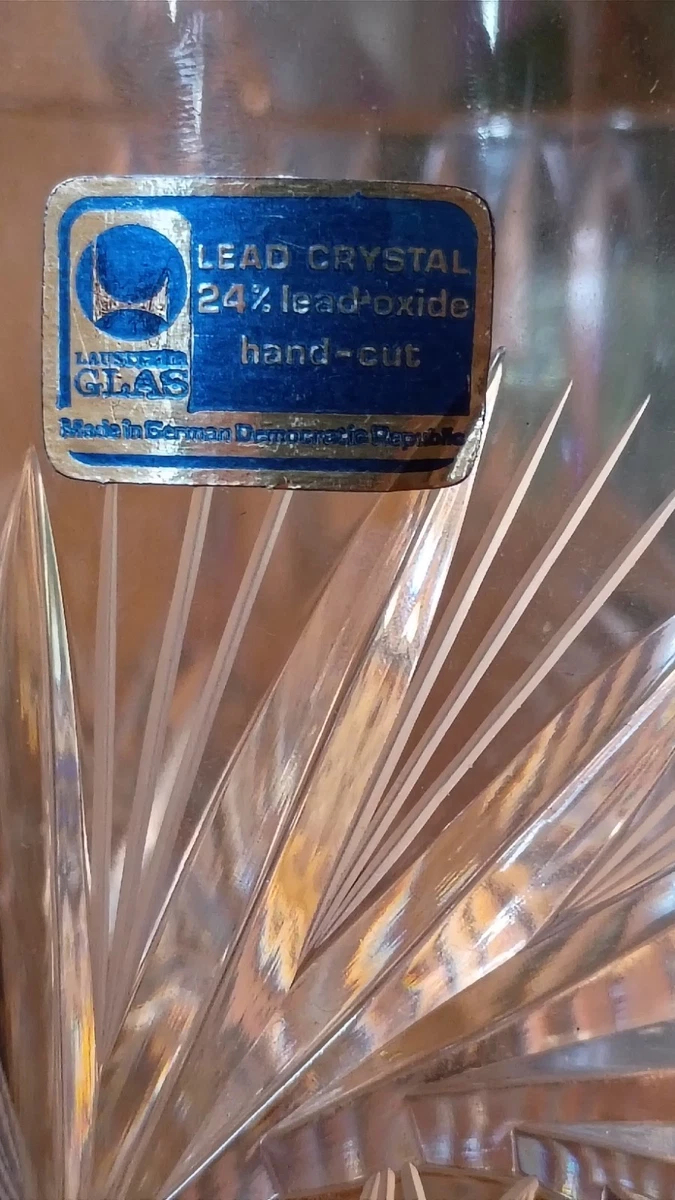 LEAD CRYSTAL
24% lead-oxide
hand-cut
GLAS
Made in German Democratic Republic